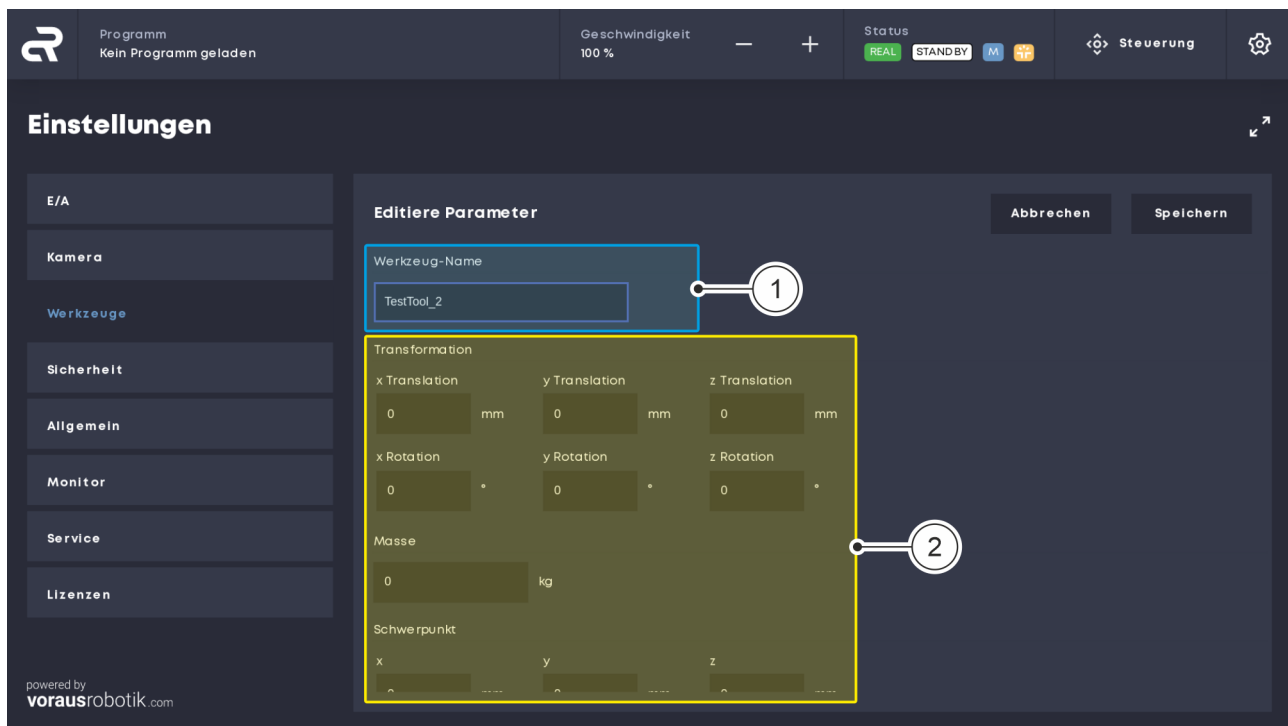 Programm
Kein Programm geladen
Geschwindigkeit
100 %
Status
REAL STANDBY M
Steuerung
Einstellungen
E/A
Kamera
Werkzeuge
Sicherheit
Allgemein
Monitor
Service
Lizenzen
powered by
vorausrobotik.com
Editiere Parameter
Abbrechen
Speichern
Werkzeug-Name
TestTool_2
1
Transformation
x Translation y Translation z Translation
0 mm 0 mm 0 mm
x Rotation y Rotation z Rotation
0 ° 0 ° 0 °
Masse
0 kg
2
Schwerpunkt
x y z